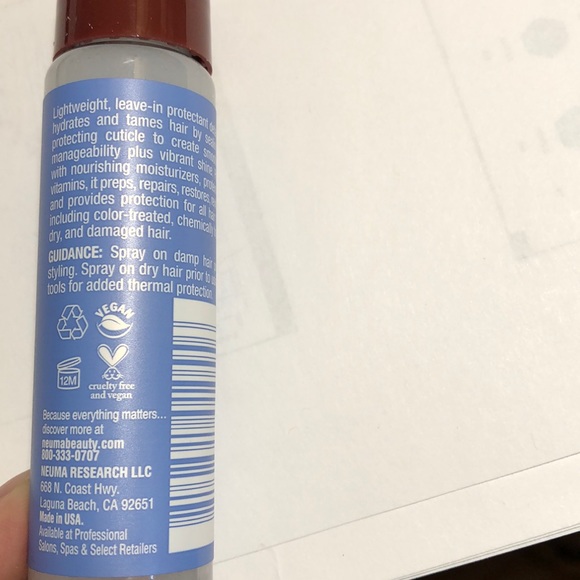 Lightweight, leave-in protectant
hydrates and tames hair by
protecting cuticle to create
manageability plus vibrant shine.
with nourishing moisturizers,
vitamins, it preps, repairs, restores,
and provides protection for all
including color-treated, chemically
dry, and damaged hair.
GUIDANCE: Spray on damp hair
styling. Spray on dry hair prior to
tools for added thermal protection.
VEGAN
12M
cruelty free
and vegan
Because everything matters...
discover more at
neumabeauty.com
800-333-0707
NEUMA RESEARCH LLC
668 N. Coast Hwy.
Laguna Beach, CA 92651
Made in USA.
Available at Professional
Salons, Spas & Select Retailers